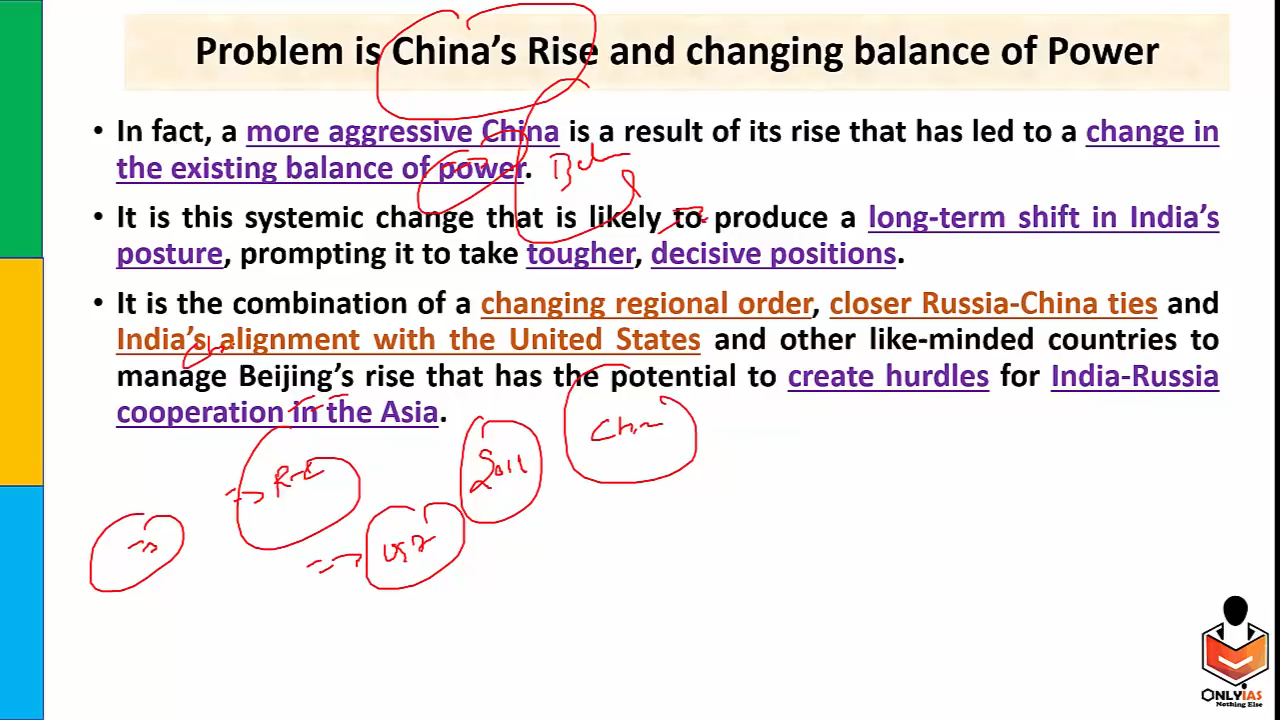 Problem is China's Rise and changing balance of Power
• In fact, a more aggressive China is a result of its rise that has led to a change in
the existing balance of power.
• It is this systemic change that is likely to produce a long-term shift in India's
posture, prompting it to take tougher, decisive positions.
• It is the combination of a changing regional order, closer Russia-China ties and
India's alignment with the United States and other like-minded countries to
manage Beijing's rise that has the potential to create hurdles for India-Russia
cooperation in the Asia.
Chin
ONLYIAS
Nothing Else